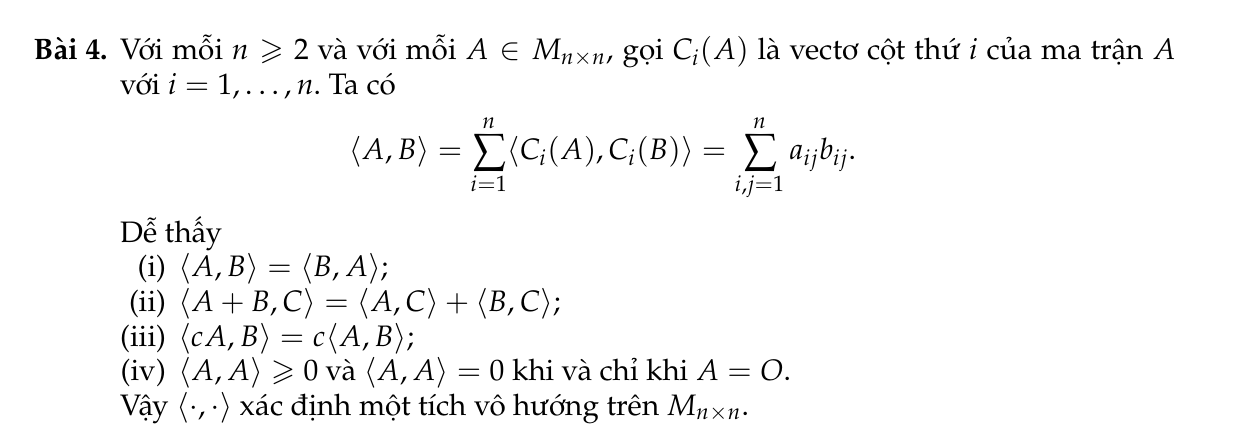 Bài 4. Với mỗi n ⩾ 2 và với mỗi A ∈ M_{n×n}, gọi C_i(A) là vectơ cột thứ i của ma trận A
với i = 1, . . . , n. Ta có
⟨A, B⟩ = \sum_{i=1}^{n} ⟨C_i(A), C_i(B)⟩ = \sum_{i,j=1}^{n} a_{ij}b_{ij}.
Dễ thấy
(i) ⟨A, B⟩ = ⟨B, A⟩;
(ii) ⟨A + B, C⟩ = ⟨A, C⟩ + ⟨B, C⟩;
(iii) ⟨cA, B⟩ = c⟨A, B⟩;
(iv) ⟨A, A⟩ ⩾ 0 và ⟨A, A⟩ = 0 khi và chỉ khi A = O.
Vậy ⟨·, ·⟩ xác định một tích vô hướng trên M_{n×n}.